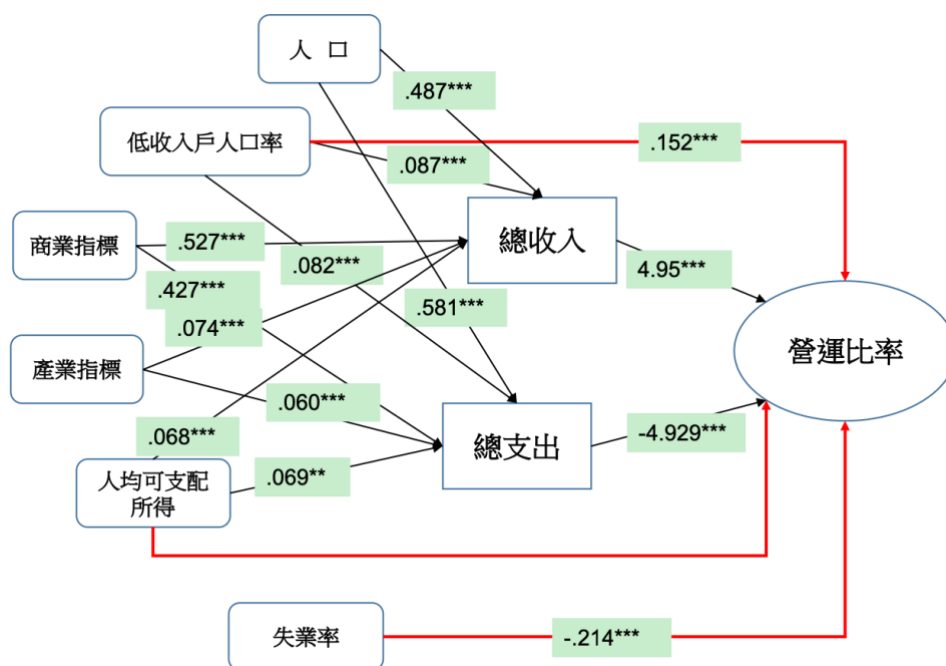 人 口
.487***
低收入戶人口率
.152***
.087***
商業指標
.527***
總收入
.082***
4.95***
.427***
.581***
.074***
產業指標
營運比率
.060***
.068***
總支出
-4.929***
人均可支配
所得
.069**
失業率
-.214***